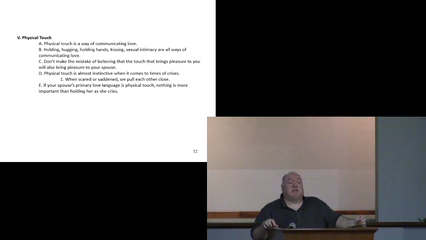 V. Physical Touch
A. Physical touch is a way of communicating love.
B. Holding, hugging, holding hands, kissing, sexual intimacy are all ways of
communicating love.
C. Don't make the mistake of believing that the touch that brings pleasure to you
will also bring pleasure to your spouse.
D. Physical touch is almost instinctive when it comes to times of crises.
1. When scared or saddened, we pull each other close.
E. If your spouse's primary love language is physical touch, nothing is more
important than holding her as she cries.
12